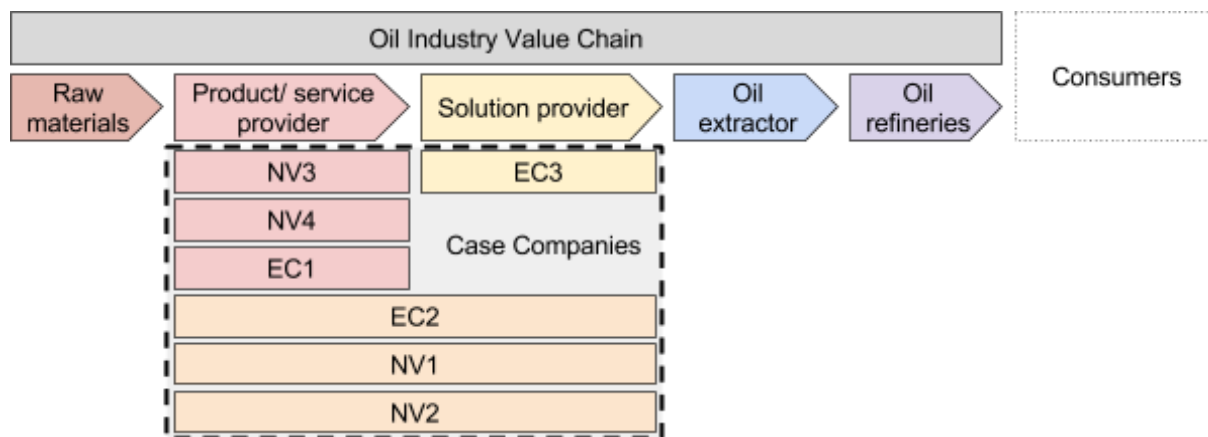 Oil Industry Value Chain
Consumers
Raw
materials
Product/ service
provider
Solution provider
Oil
extractor
Oil
refineries
NV3
EC3
NV4
Case Companies
EC1
EC2
NV1
NV2